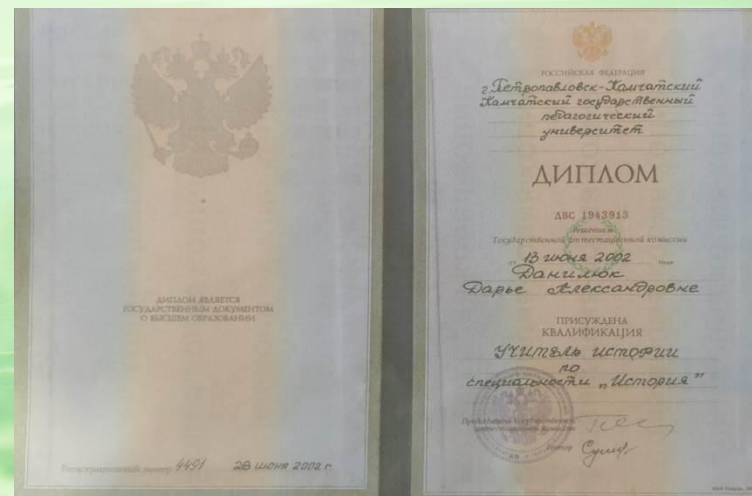 ДИПЛОМ ЯВЛЯЕТСЯ
ГОСУДАРСТВЕННЫМ ДОКУМЕНТОМ
О ВЫСШЕМ ОБРАЗОВАНИИ
Регистрационный номер 4491 28 июня 2002 г.
РОССИЙСКАЯ ФЕДЕРАЦИЯ
г. Петропавловск-Камчатский
Камчатский государственный
педагогический
университет
ДИПЛОМ
АВС 1943913
Решением
Государственной аттестационной комиссии
от 13 июня 2002 года
Данилюк
Дарье Александровне
ПРИСУЖДЕНА
КВАЛИФИКАЦИЯ
УЧИТЕЛЬ ИСТОРИИ
по
специальности „История"
Председатель Государственной
аттестационной комиссии
Ректор